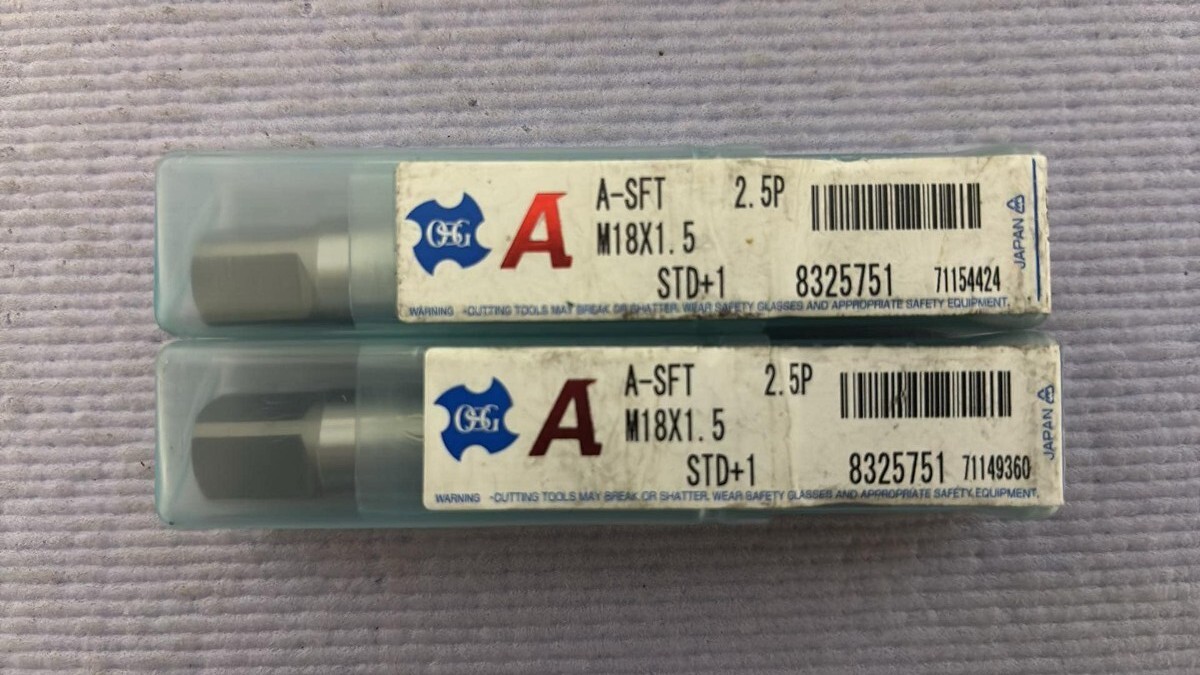 OSG A A-SFT 2.5P
M18X1.5
STD+1 8325751 71154424
JAPAN
WARNING -CUTTING TOOLS MAY BREAK OR SHATTER. WEAR SAFETY GLASSES AND APPROPRIATE SAFETY EQUIPMENT.
OSG A A-SFT 2.5P
M18X1.5
STD+1 8325751 71149360
JAPAN
WARNING -CUTTING TOOLS MAY BREAK OR SHATTER. WEAR SAFETY GLASSES AND APPROPRIATE SAFETY EQUIPMENT.